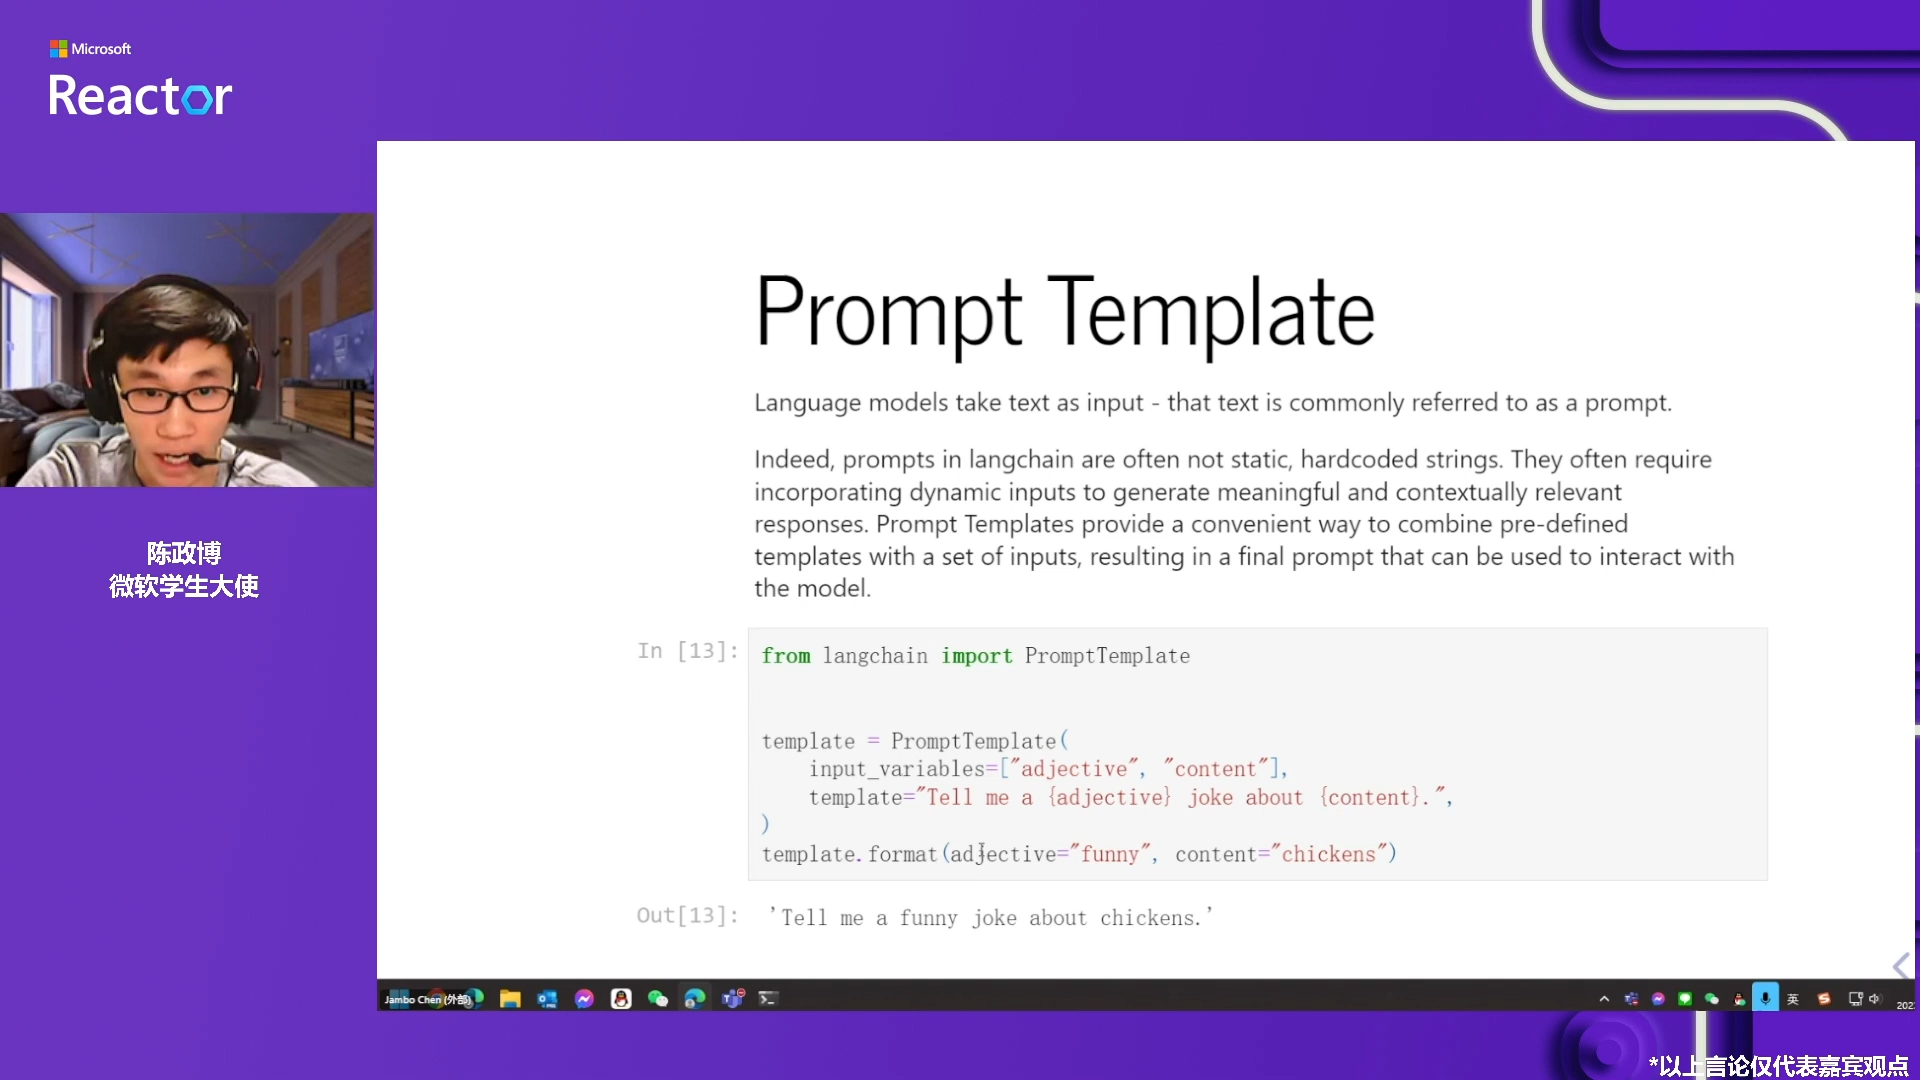 Microsoft
Reactor
陈政博
微软学生大使
Prompt Template
Language models take text as input - that text is commonly referred to as a prompt.
Indeed, prompts in langchain are often not static, hardcoded strings. They often require
incorporating dynamic inputs to generate meaningful and contextually relevant
responses. Prompt Templates provide a convenient way to combine pre-defined
templates with a set of inputs, resulting in a final prompt that can be used to interact with
the model.
In [13]:
from langchain import PromptTemplate
template = PromptTemplate(
    input_variables=["adjective", "content"],
    template="Tell me a {adjective} joke about {content}.",
)
template.format(adjective="funny", content="chickens")
Out[13]:
'Tell me a funny joke about chickens.'
Jambo Chen (外部)
英
202
*以上言论仅代表嘉宾观点